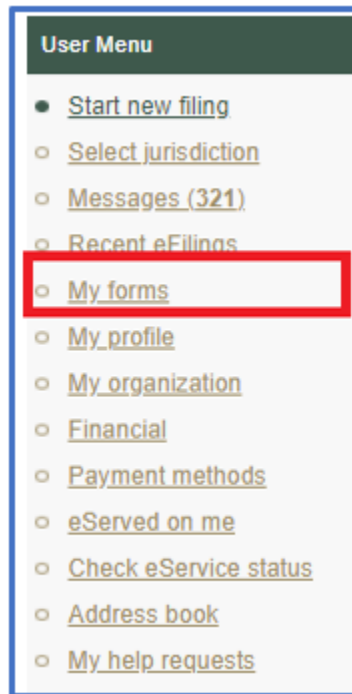 User Menu
Start new filing
Select jurisdiction
Messages (321)
Recent eFilings
My forms
My profile
My organization
Financial
Payment methods
eServed on me
Check eService status
Address book
My help requests